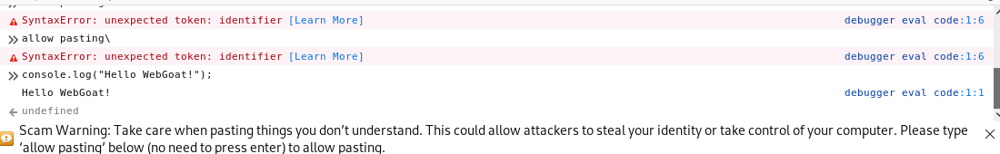 SyntaxError: unexpected token: identifier [Learn More] debugger eval code:1:6
allow pasting\
SyntaxError: unexpected token: identifier [Learn More] debugger eval code:1:6
console.log("Hello WebGoat!");
Hello WebGoat! debugger eval code:1:1
undefined
Scam Warning: Take care when pasting things you don’t understand. This could allow attackers to steal your identity or take control of your computer. Please type
‘allow pasting’ below (no need to press enter) to allow pasting.